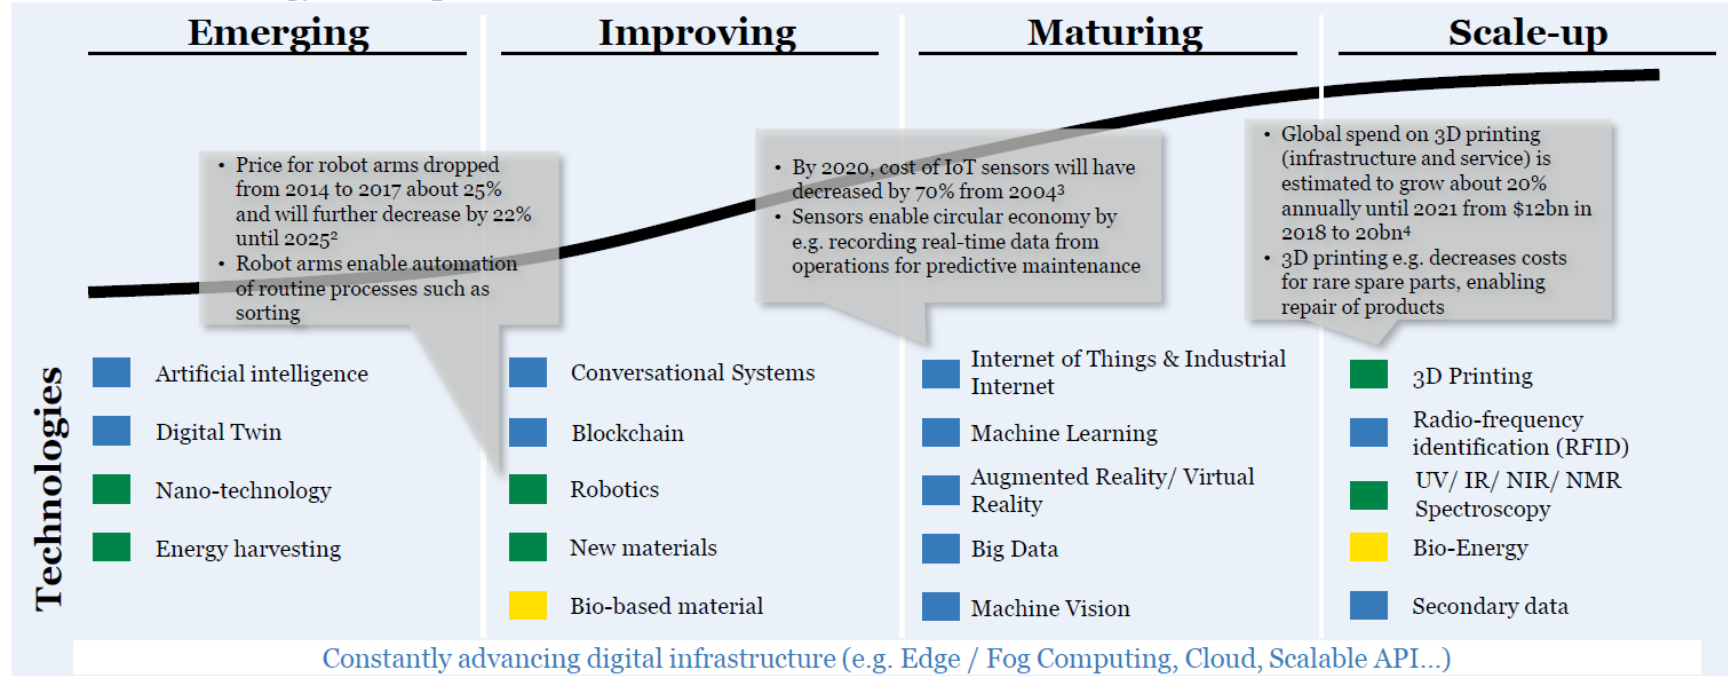 Emerging
Improving
Maturing
Scale-up
• Price for robot arms dropped
from 2014 to 2017 about 25%
and will further decrease by 22%
until 2025²
• Robot arms enable automation
of routine processes such as
sorting
• By 2020, cost of IoT sensors will have
decreased by 70% from 2004³
• Sensors enable circular economy by
e.g. recording real-time data from
operations for predictive maintenance
• Global spend on 3D printing
(infrastructure and service) is
estimated to grow about 20%
annually until 2021 from $12bn in
2018 to 20bn⁴
• 3D printing e.g. decreases costs
for rare spare parts, enabling
repair of products
Technologies
Artificial intelligence
Digital Twin
Nano-technology
Energy harvesting
Conversational Systems
Blockchain
Robotics
New materials
Bio-based material
Internet of Things & Industrial
Internet
Machine Learning
Augmented Reality/ Virtual
Reality
Big Data
Machine Vision
3D Printing
Radio-frequency
identification (RFID)
UV/ IR/ NIR/ NMR
Spectroscopy
Bio-Energy
Secondary data
Constantly advancing digital infrastructure (e.g. Edge / Fog Computing, Cloud, Scalable API...)